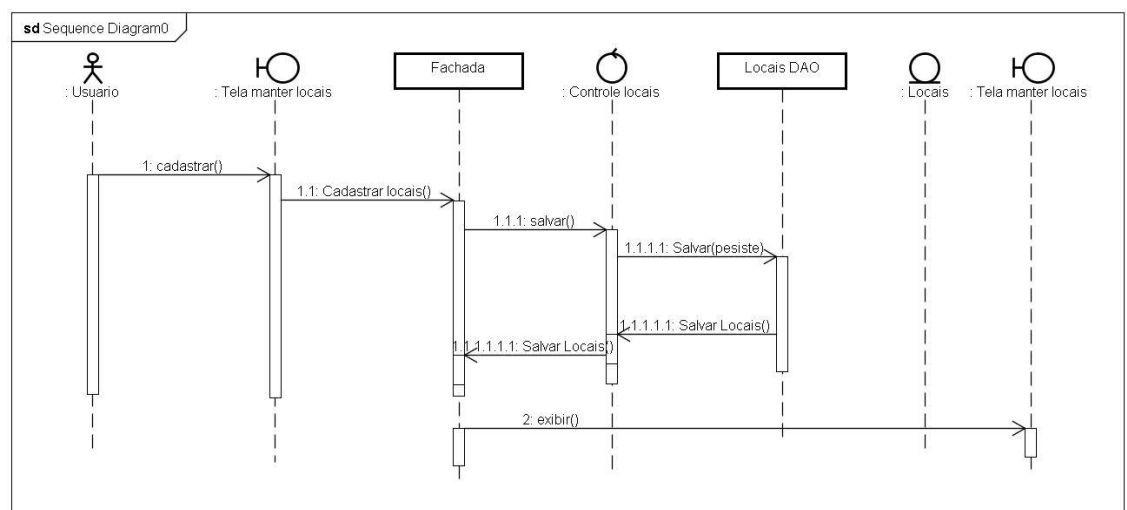 sd Sequence Diagram0
: Usuario
: Tela manter locais
Fachada
: Controle locais
Locais DAO
: Locais
: Tela manter locais
1: cadastrar()
1.1: Cadastrar locais()
1.1.1: salvar()
1.1.1.1: Salvar(pesiste)
1.1.1.1.1: Salvar Locais()
1.1.1.1.1.1: Salvar Locais()
2: exibir()